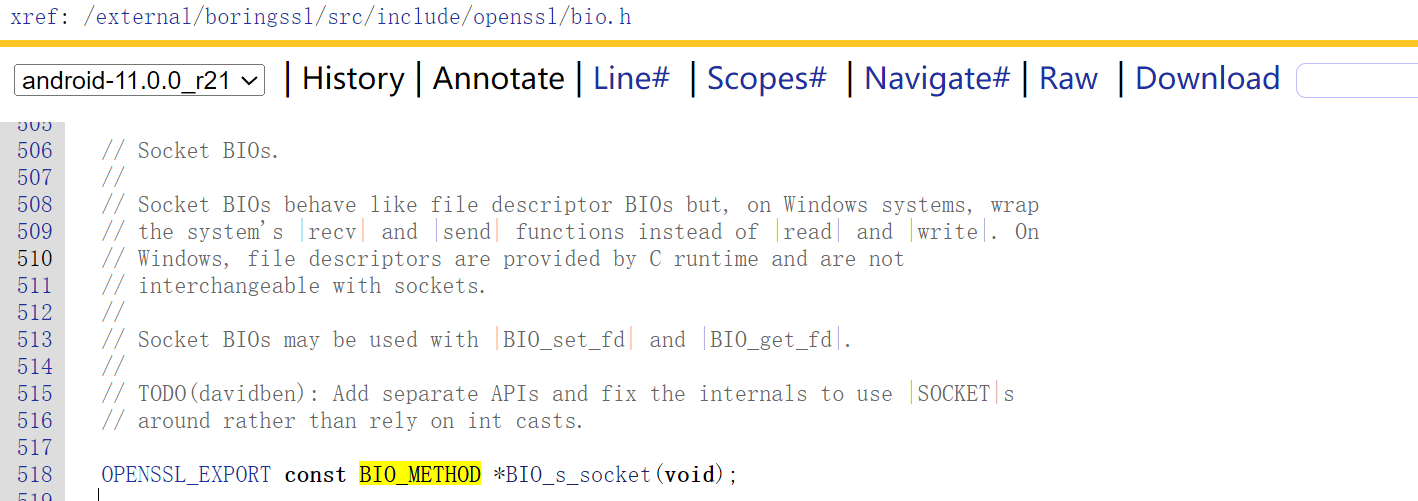 xref: /external/boringssl/src/include/openssl/bio.h
android-11.0.0_r21 | History | Annotate | Line# | Scopes# | Navigate# | Raw | Download
505
506 // Socket BIOs.
507 //
508 // Socket BIOs behave like file descriptor BIOs but, on Windows systems, wrap
509 // the system's |recv| and |send| functions instead of |read| and |write|. On
510 // Windows, file descriptors are provided by C runtime and are not
511 // interchangeable with sockets.
512 //
513 // Socket BIOs may be used with |BIO_set_fd| and |BIO_get_fd|.
514 //
515 // TODO(davidben): Add separate APIs and fix the internals to use |SOCKET|s
516 // around rather than rely on int casts.
517
518 OPENSSL_EXPORT const BIO_METHOD *BIO_s_socket(void);
519